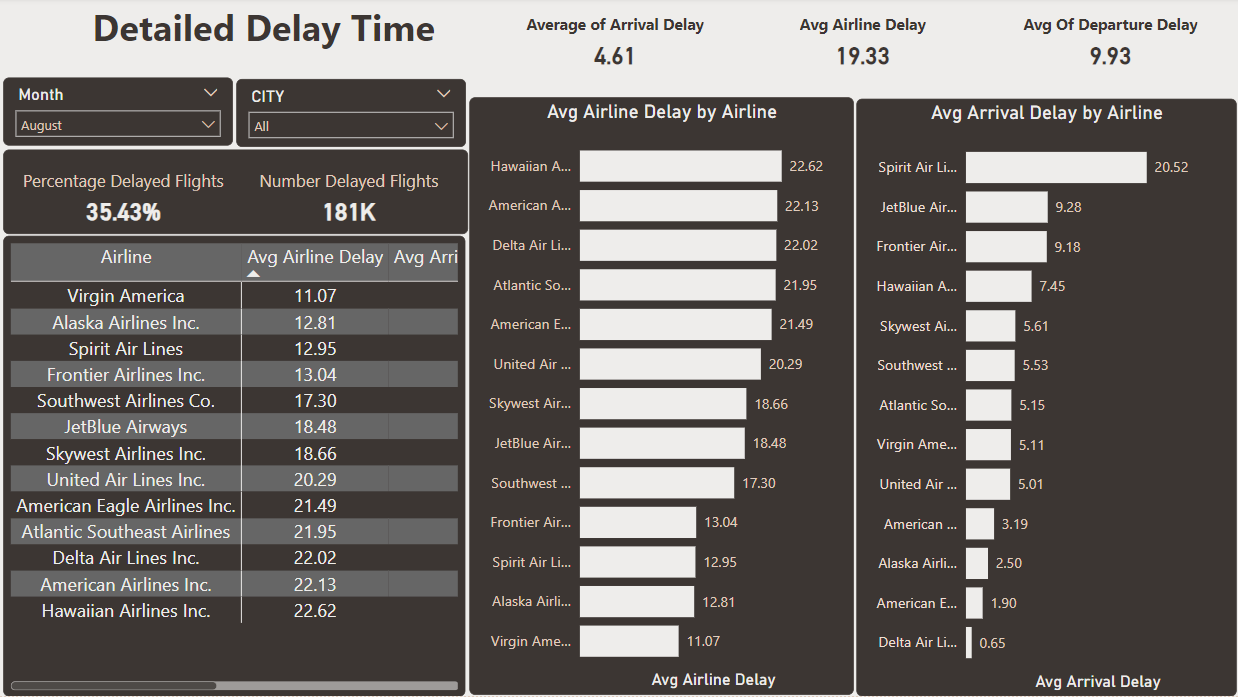 Detailed Delay Time
Average of Arrival Delay
4.61
Avg Airline Delay
19.33
Avg Of Departure Delay
9.93
Month
August
CITY
All
Percentage Delayed Flights
35.43%
Number Delayed Flights
181K
Airline Avg Airline Delay Avg Arri
Virgin America 11.07
Alaska Airlines Inc. 12.81
Spirit Air Lines 12.95
Frontier Airlines Inc. 13.04
Southwest Airlines Co. 17.30
JetBlue Airways 18.48
Skywest Airlines Inc. 18.66
United Air Lines Inc. 20.29
American Eagle Airlines Inc. 21.49
Atlantic Southeast Airlines 21.95
Delta Air Lines Inc. 22.02
American Airlines Inc. 22.13
Hawaiian Airlines Inc. 22.62
Avg Airline Delay by Airline
Hawaiian A... 22.62
American A... 22.13
Delta Air Li... 22.02
Atlantic So... 21.95
American E... 21.49
United Air ... 20.29
Skywest Air... 18.66
JetBlue Air... 18.48
Southwest ... 17.30
Frontier Air... 13.04
Spirit Air Li... 12.95
Alaska Airli... 12.81
Virgin Ame... 11.07
Avg Airline Delay
Avg Arrival Delay by Airline
Spirit Air Li... 20.52
JetBlue Air... 9.28
Frontier Air... 9.18
Hawaiian A... 7.45
Skywest Ai... 5.61
Southwest ... 5.53
Atlantic So... 5.15
Virgin Ame... 5.11
United Air ... 5.01
American ... 3.19
Alaska Airli... 2.50
American E... 1.90
Delta Air Li... 0.65
Avg Arrival Delay